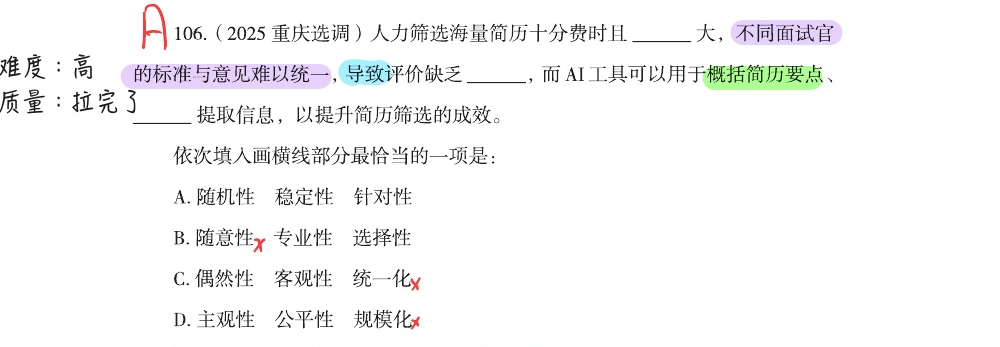 A
106.（2025 重庆选调）人力筛选海量简历十分费时且 ______ 大，不同面试官
难度：高
的标准与意见难以统一，导致评价缺乏 ______，而 AI 工具可以用于概括简历要点、
质量：拉完了
______ 提取信息，以提升简历筛选的成效。
依次填入画横线部分最恰当的一项是：
A. 随机性 稳定性 针对性
B. 随意性x 专业性 选择性
C. 偶然性 客观性 统一化x
D. 主观性 公平性 规模化x